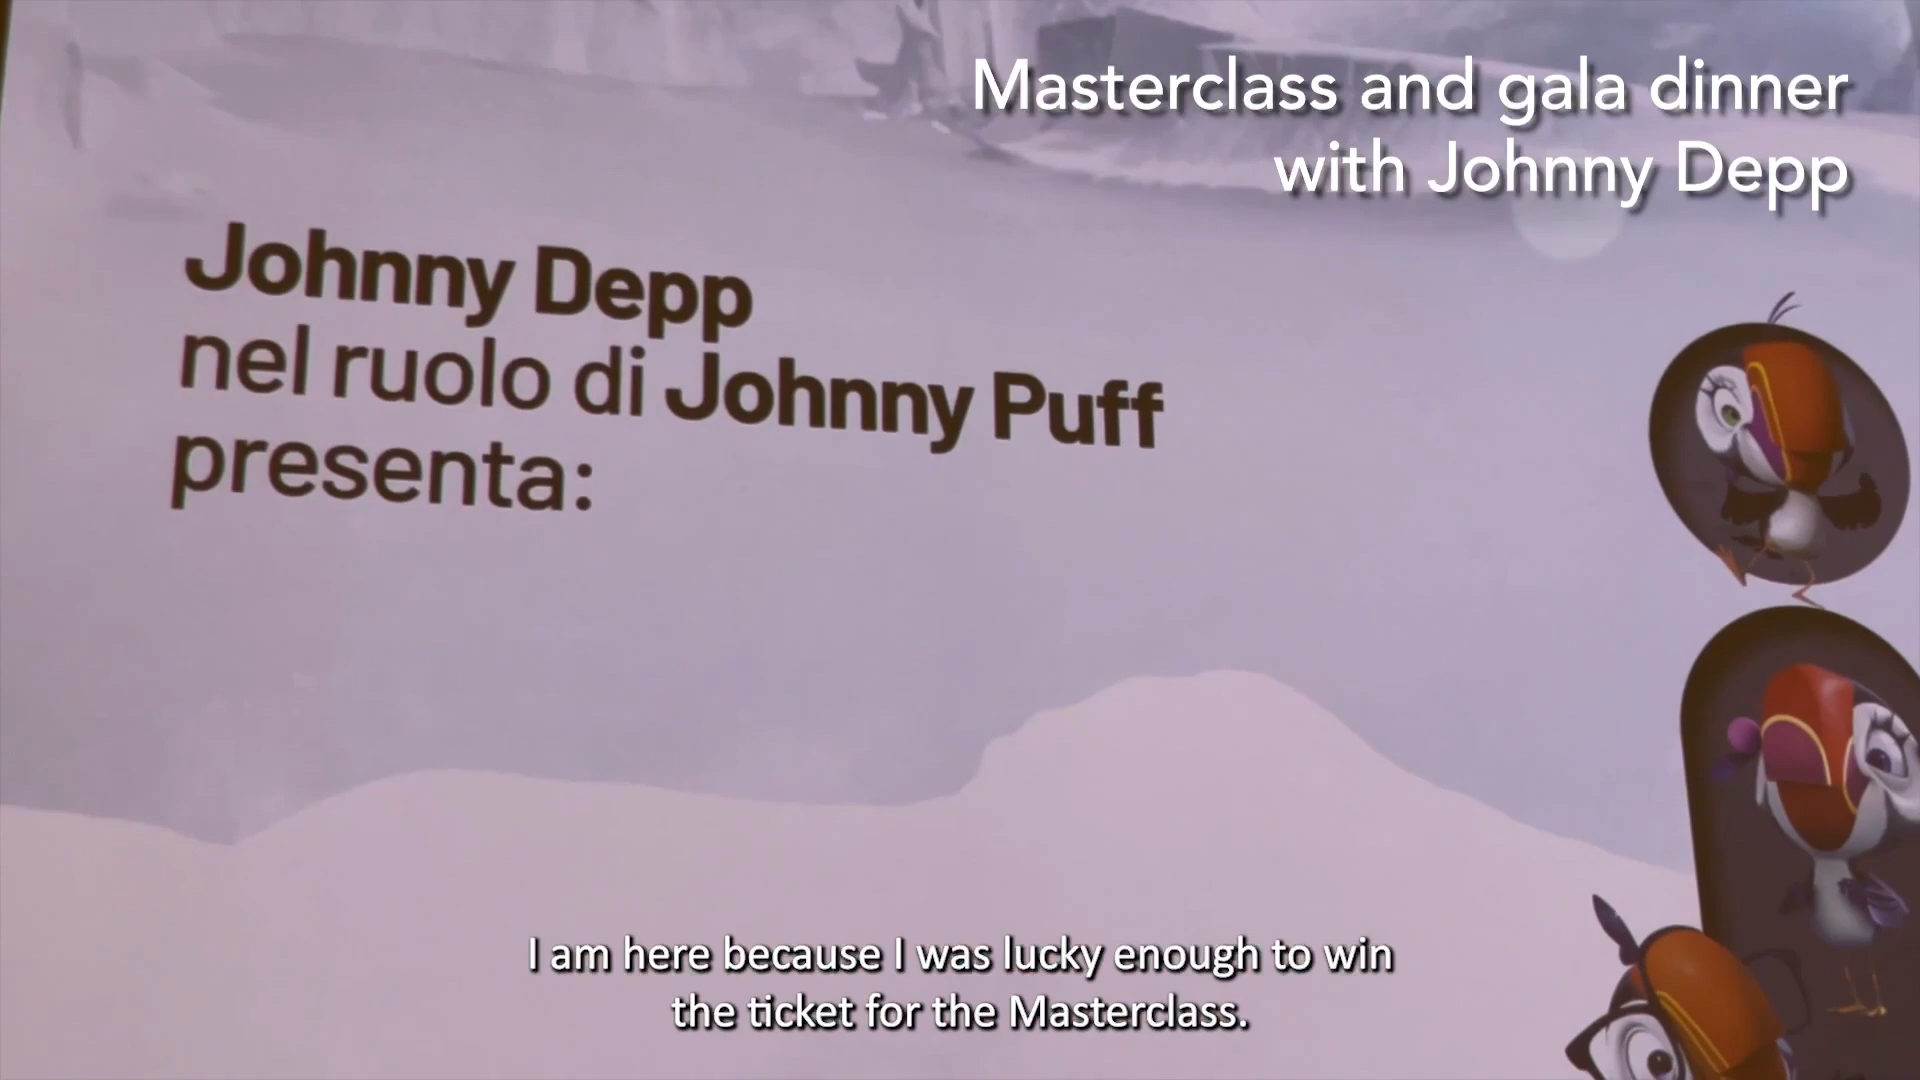 Masterclass and gala dinner
with Johnny Depp
Johnny Depp
nel ruolo di Johnny Puff
presenta:
I am here because I was lucky enough to win
the ticket for the Masterclass.